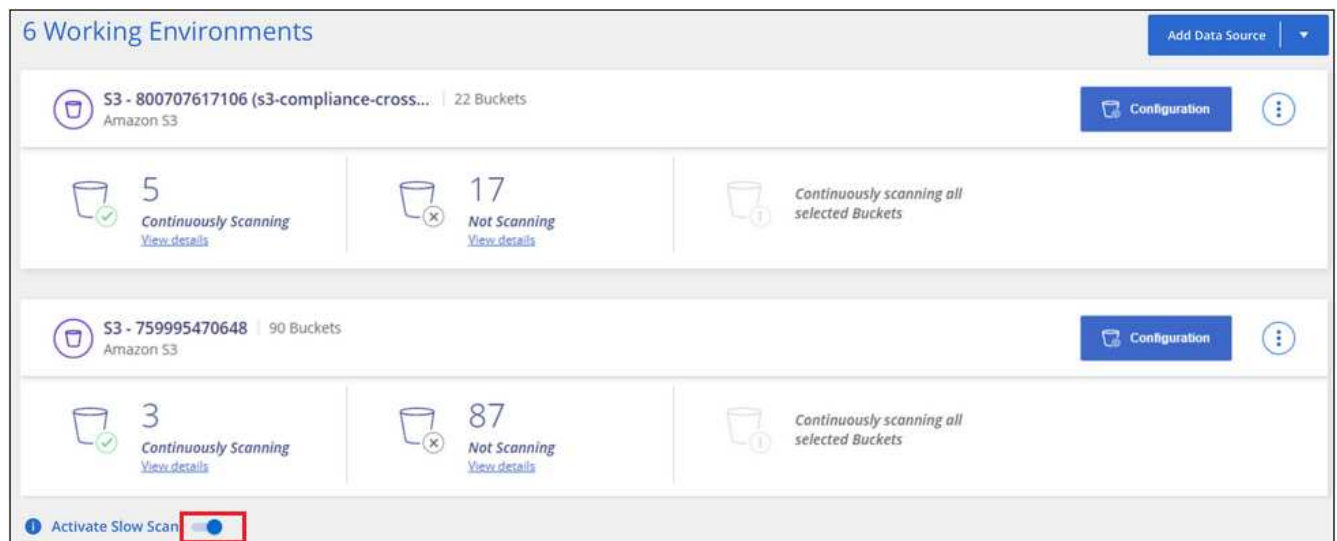 6 Working Environments
Add Data Source
S3 - 800707617106 (s3-compliance-cross... 22 Buckets
Amazon S3
Configuration
5
Continuously Scanning
View details
17
Not Scanning
View details
Continuously scanning all
selected Buckets
S3 - 759995470648 90 Buckets
Amazon S3
Configuration
3
Continuously Scanning
View details
87
Not Scanning
View details
Continuously scanning all
selected Buckets
Activate Slow Scan